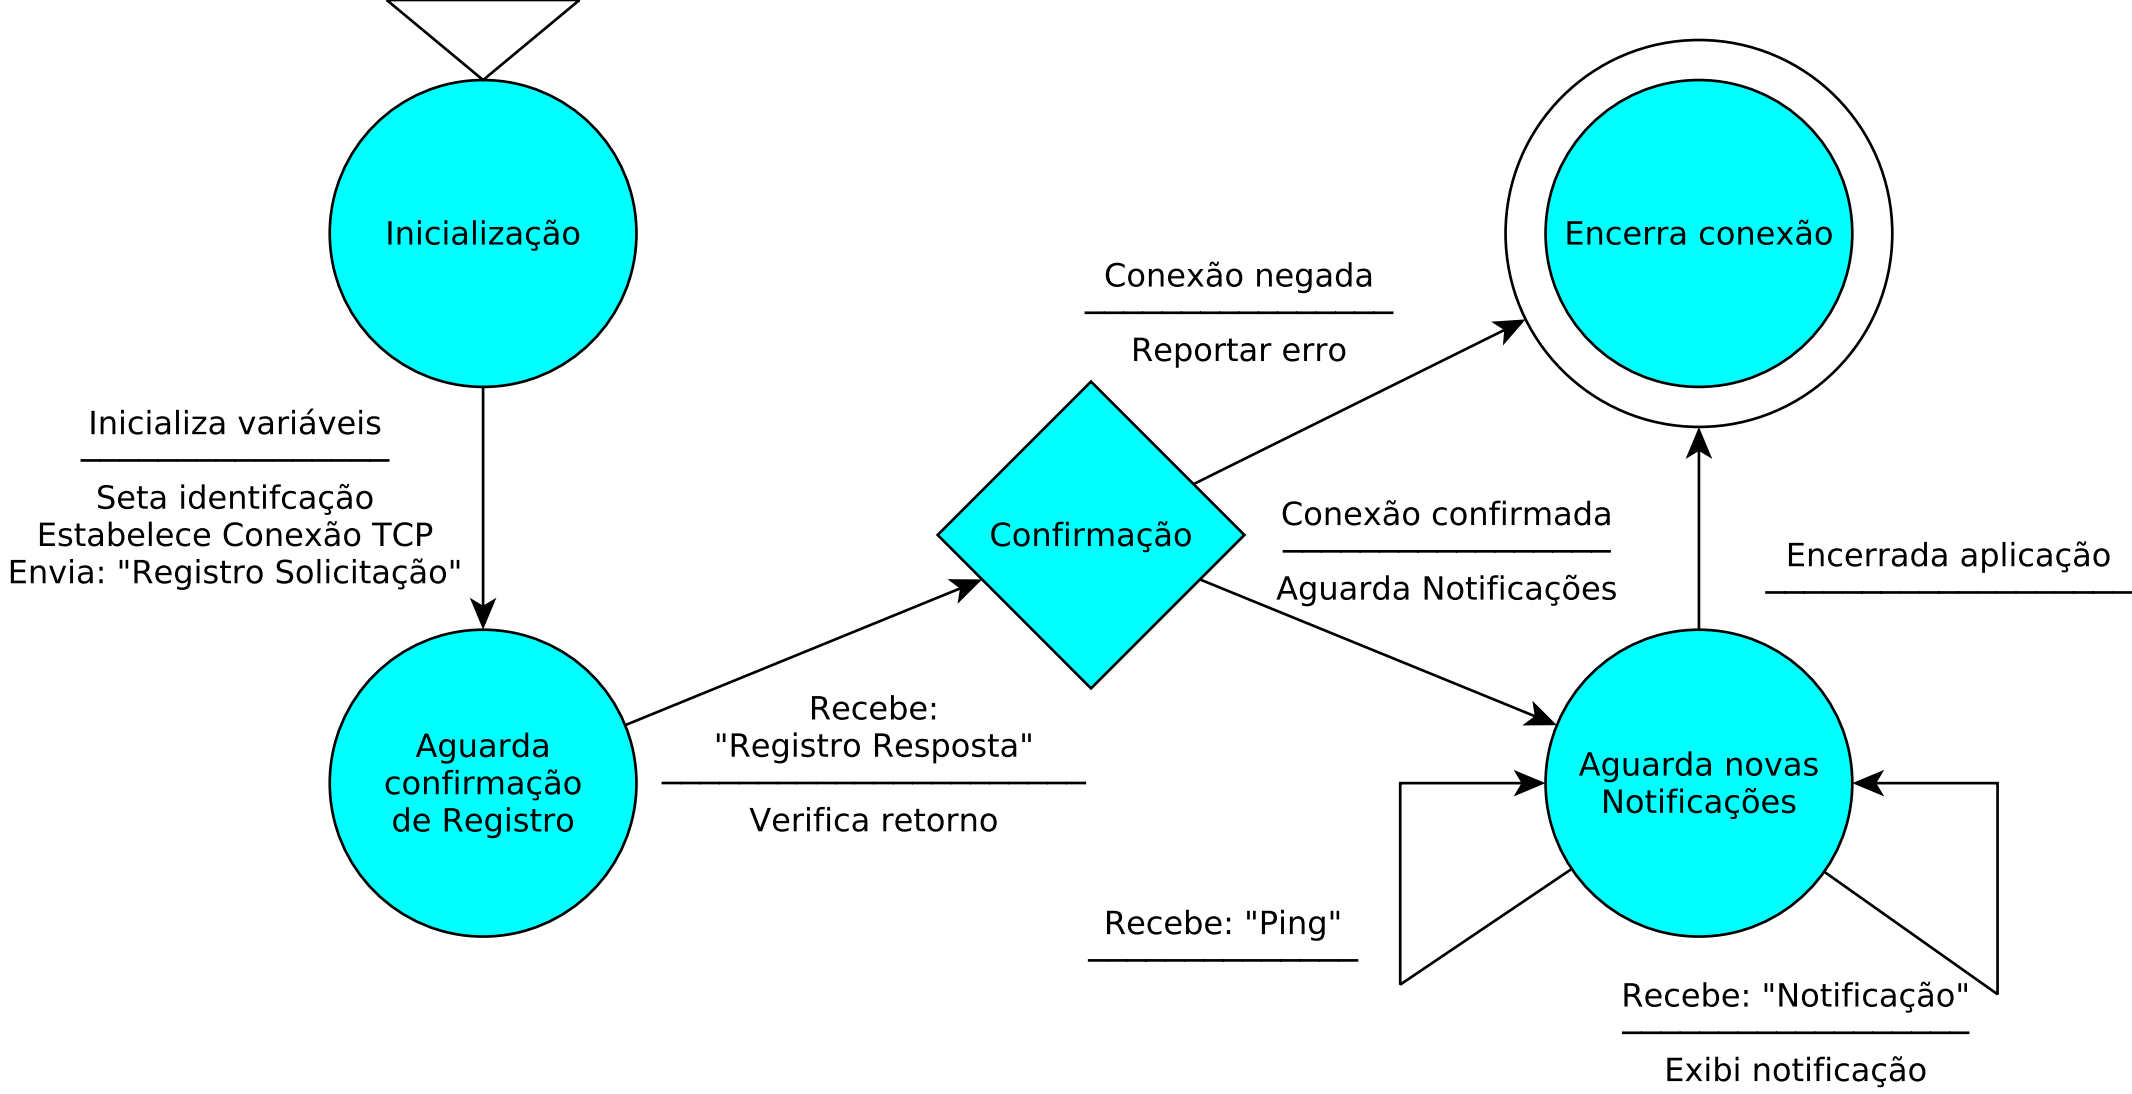 Inicialização
Encerra conexão
Conexão negada
Reportar erro
Inicializa variáveis
Seta identifcação
Estabelece Conexão TCP
Envia: "Registro Solicitação"
Confirmação
Conexão confirmada
Aguarda Notificações
Encerrada aplicação
Aguarda
confirmação
de Registro
Recebe:
"Registro Resposta"
Verifica retorno
Aguarda novas
Notificações
Recebe: "Ping"
Recebe: "Notificação"
Exibi notificação